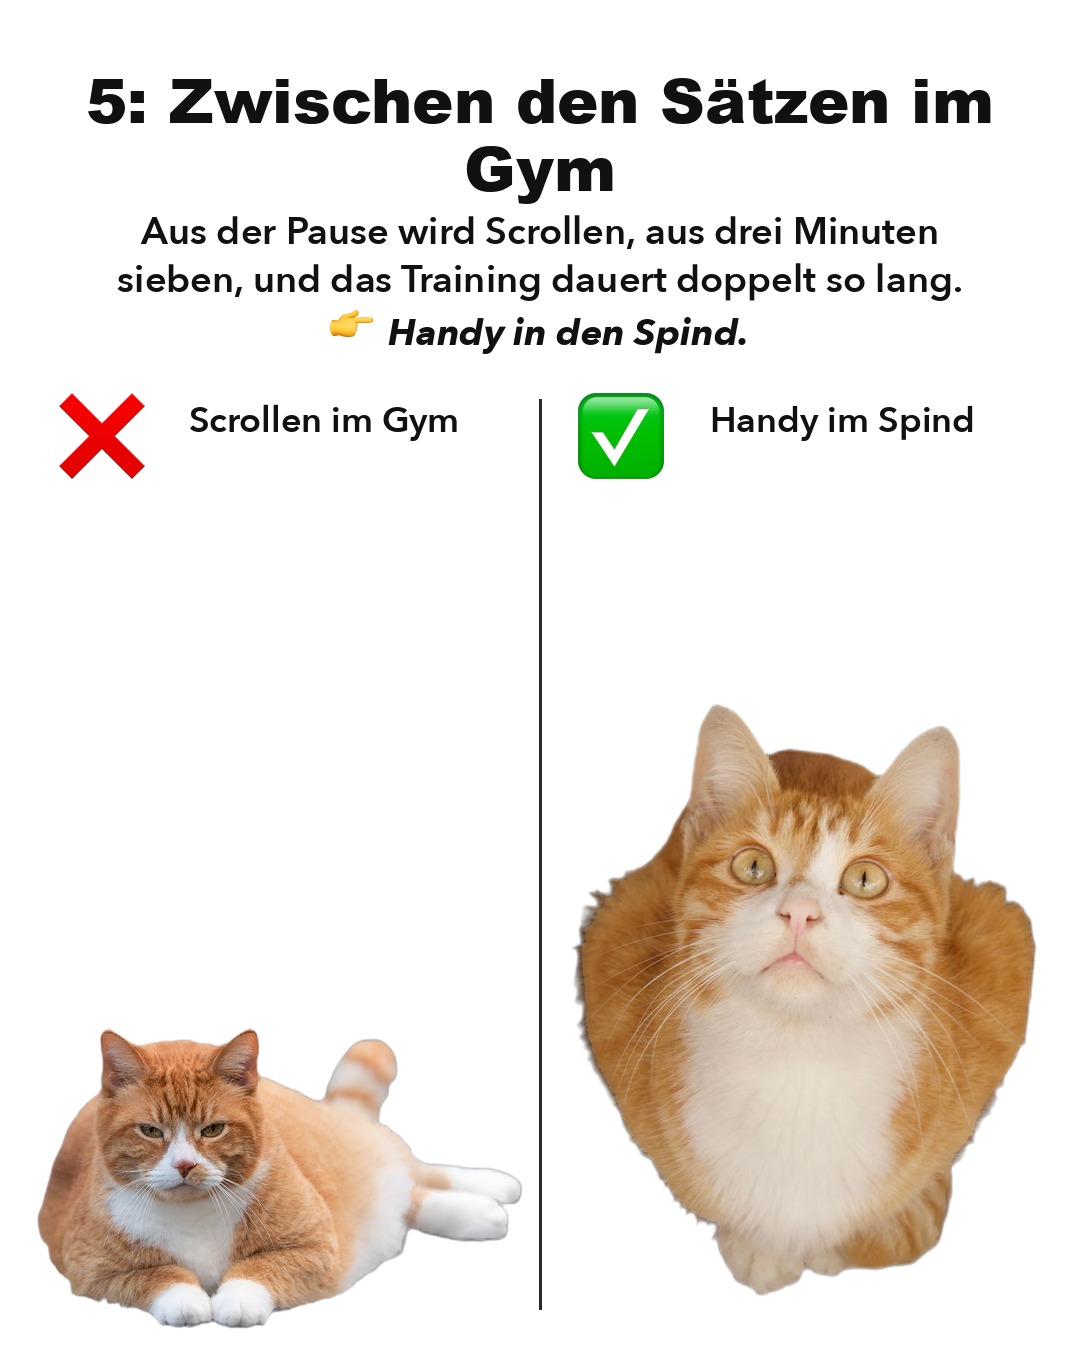 5: Zwischen den Sätzen im
Gym
Aus der Pause wird Scrollen, aus drei Minuten
sieben, und das Training dauert doppelt so lang.
👉 Handy in den Spind.
❌ Scrollen im Gym
✅ Handy im Spind